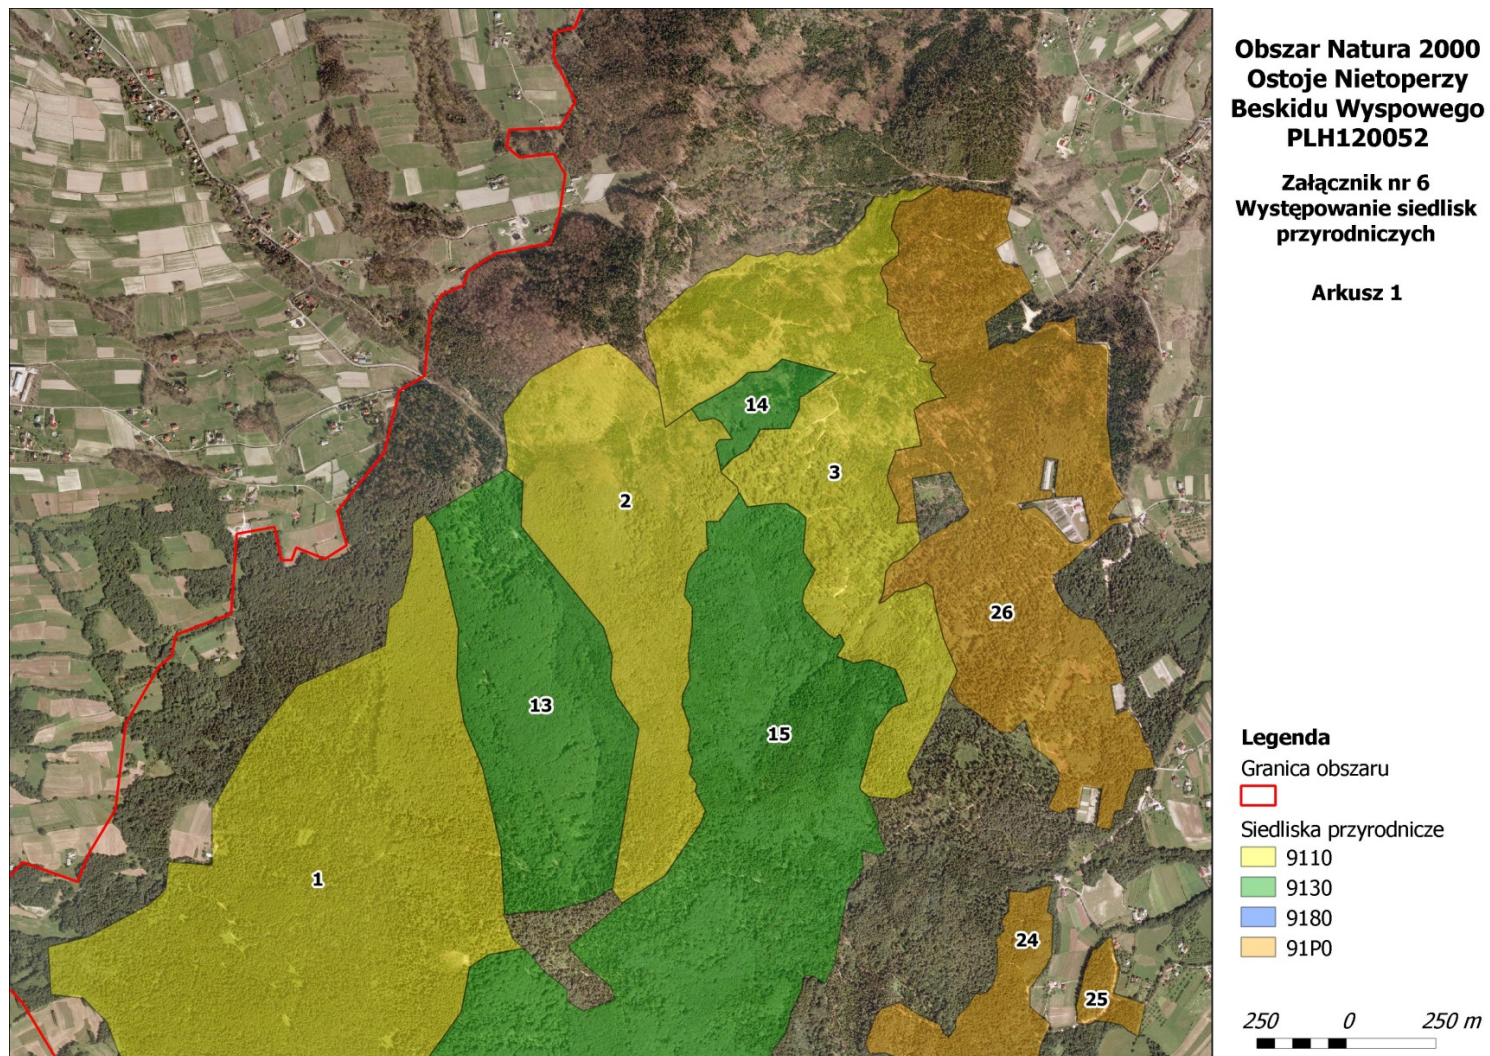 Obszar Natura 2000
Ostoje Nietoperzy
Beskidu Wyspowego
PLH120052
Załącznik nr 6
Występowanie siedlisk
przyrodniczych
Arkusz 1
14
3
2
26
13
15
1
24
25
Legenda
Granica obszaru
Siedliska przyrodnicze
9110
9130
9180
91P0
250 0 250 m